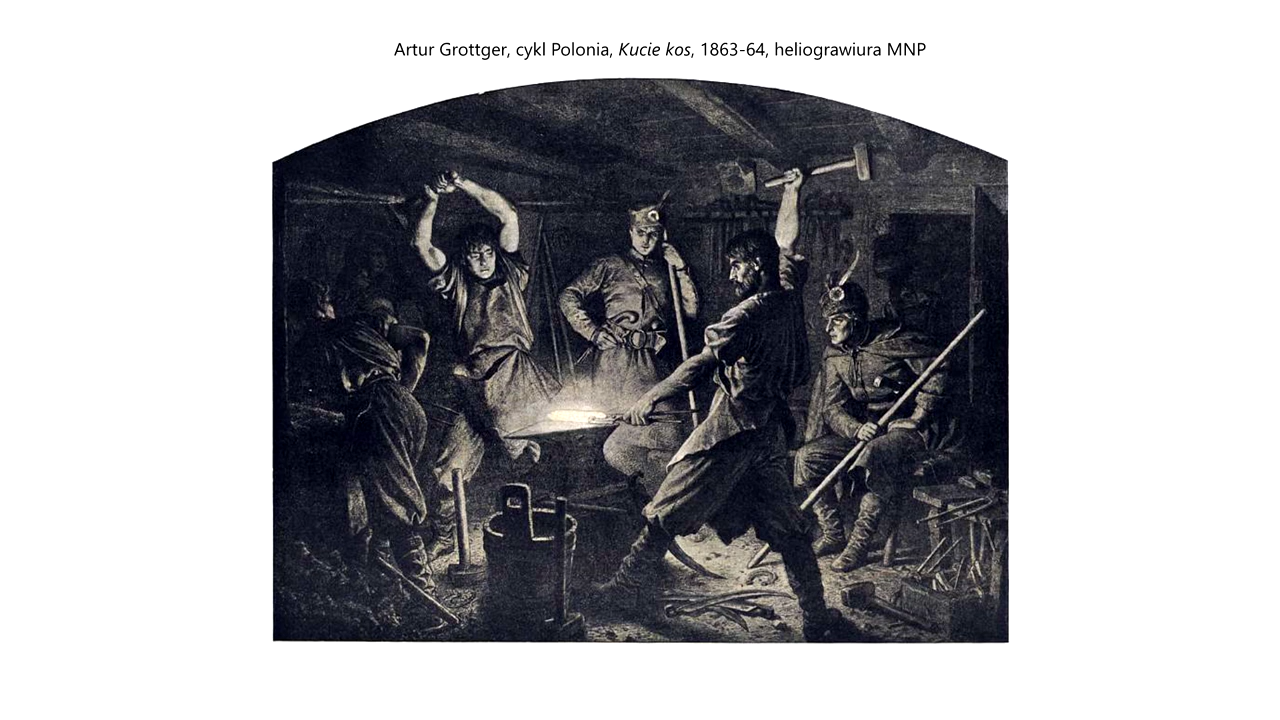 Artur Grottger, cykl Polonia, Kucie kos, 1863-64, heliograwiura MNP